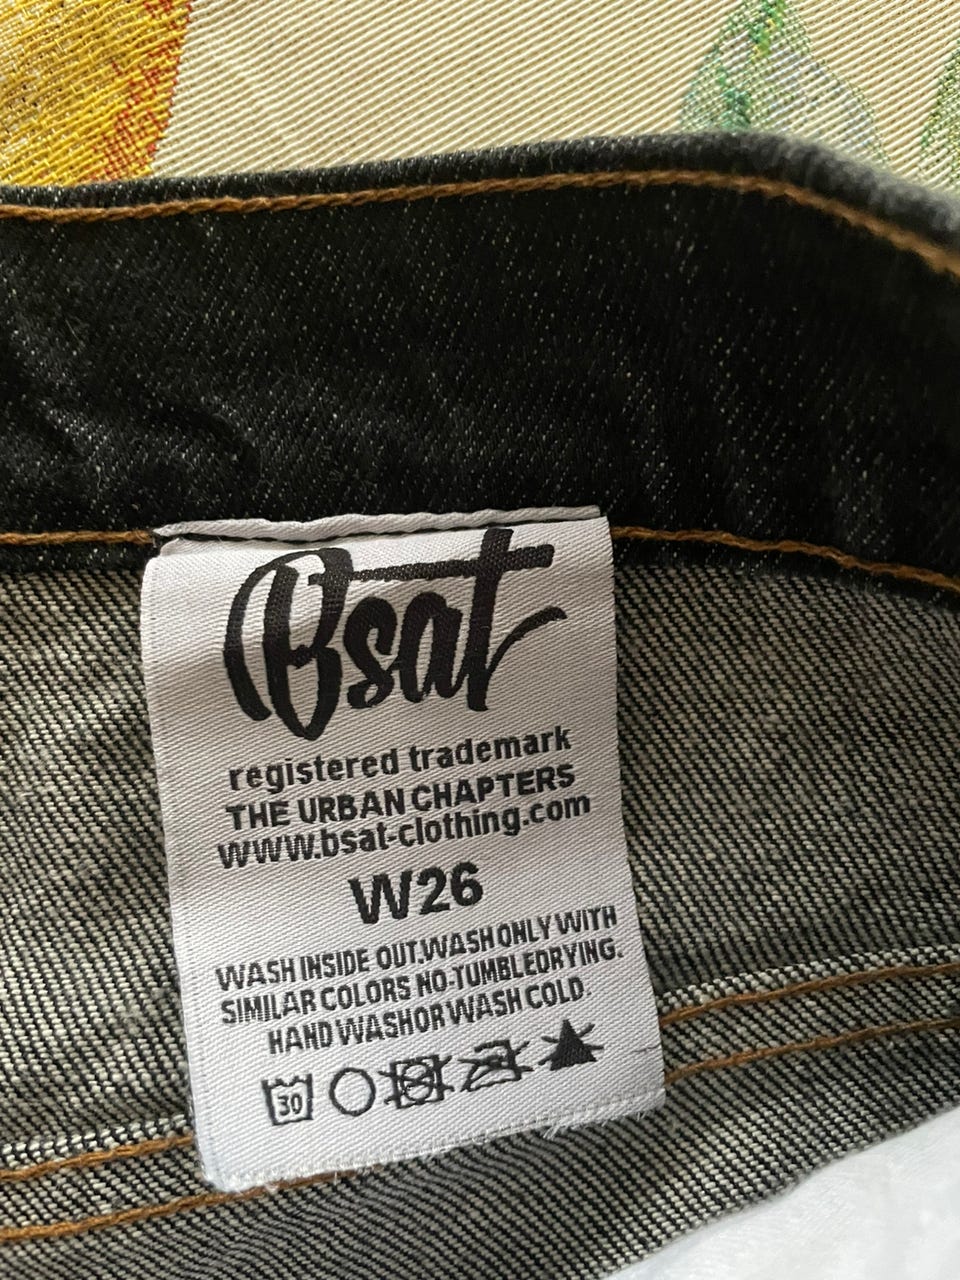 Bsat
registered trademark
THE URBAN CHAPTERS
www.bsat-clothing.com
W26
WASH INSIDE OUT.WASH ONLY WITH
SIMILAR COLORS NO-TUMBLEDRYING.
HAND WASHOR WASH COLD.
30